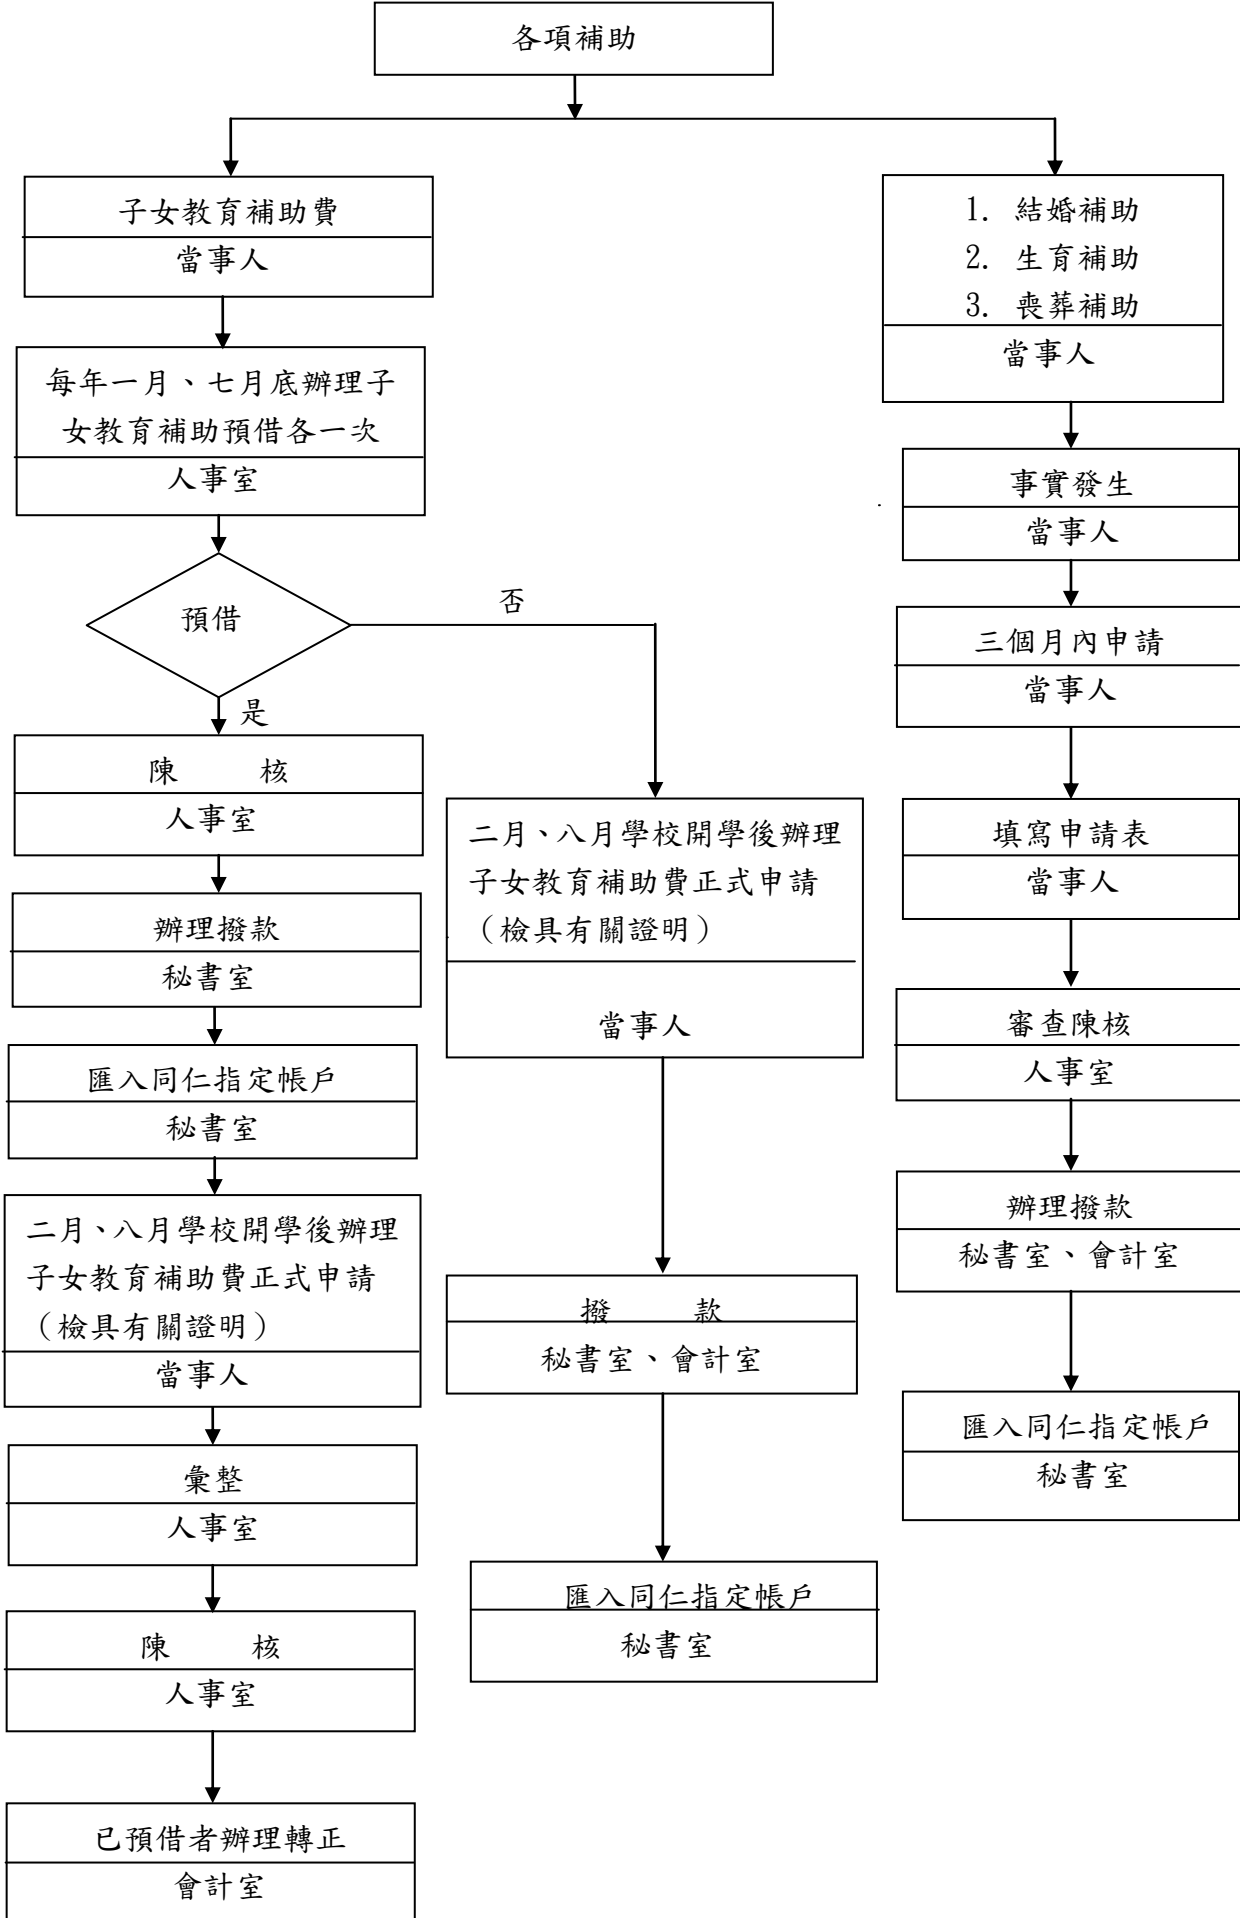 各項補助
子女教育補助費
當事人
每年一月、七月底辦理子
女教育補助預借各一次
人事室
預借
否
是
陳 核
人事室
辦理撥款
秘書室
匯入同仁指定帳戶
秘書室
二月、八月學校開學後辦理
子女教育補助費正式申請
（檢具有關證明）
當事人
彙整
人事室
陳 核
人事室
已預借者辦理轉正
會計室
二月、八月學校開學後辦理
子女教育補助費正式申請
（檢具有關證明）
當事人
撥 款
秘書室、會計室
匯入同仁指定帳戶
秘書室
1. 結婚補助
2. 生育補助
3. 喪葬補助
當事人
事實發生
當事人
三個月內申請
當事人
填寫申請表
當事人
審查陳核
人事室
辦理撥款
秘書室、會計室
匯入同仁指定帳戶
秘書室